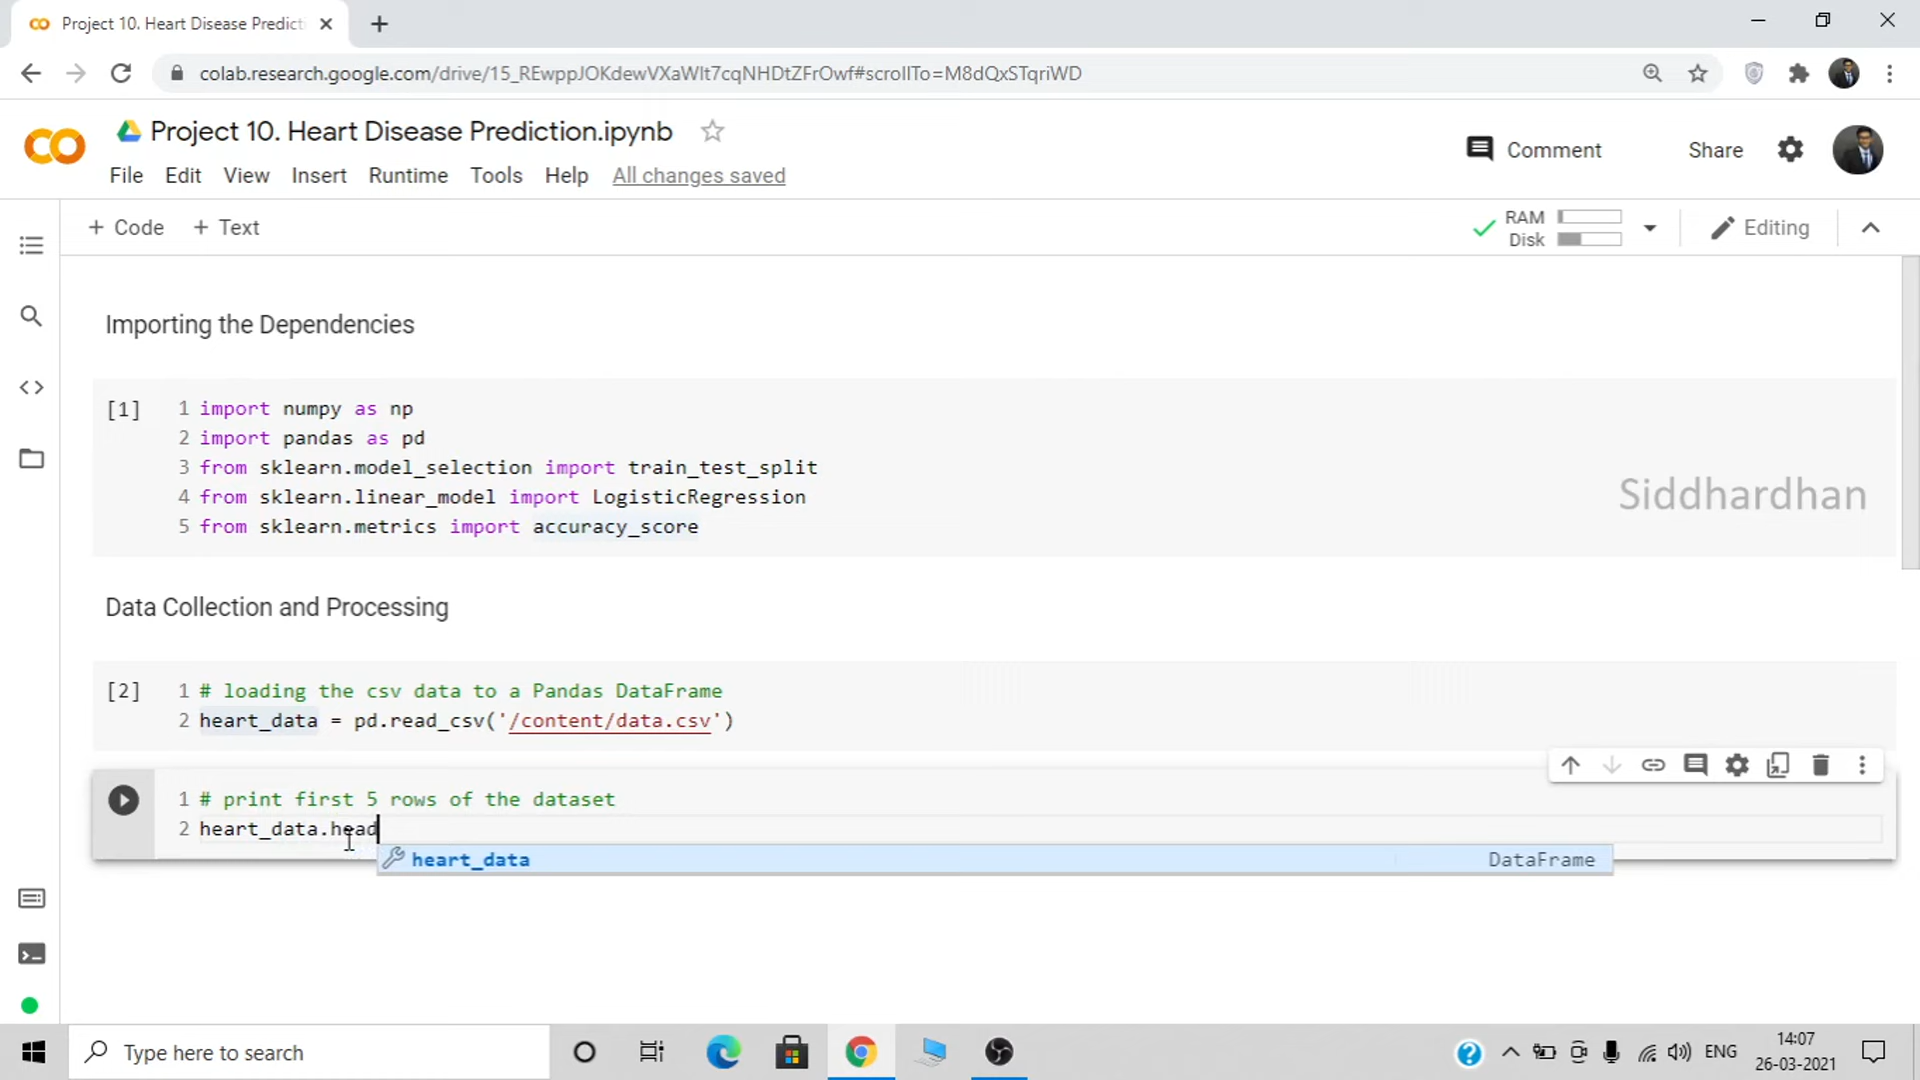 Project 10. Heart Disease Predicti
colab.research.google.com/drive/15_REwppJOKdewVXaWIt7cqNHDtZFrOwf#scrollTo=M8dQxSTqriWD
Project 10. Heart Disease Prediction.ipynb
Comment
Share
File Edit View Insert Runtime Tools Help All changes saved
+ Code + Text
RAM
Disk
Editing
Importing the Dependencies
[1] 1 import numpy as np
2 import pandas as pd
3 from sklearn.model_selection import train_test_split
4 from sklearn.linear_model import LogisticRegression
5 from sklearn.metrics import accuracy_score
Siddhardhan
Data Collection and Processing
[2] 1 # loading the csv data to a Pandas DataFrame
2 heart_data = pd.read_csv('/content/data.csv')
1 # print first 5 rows of the dataset
2 heart_data.head
heart_data DataFrame
Type here to search
ENG
14:07
26-03-2021